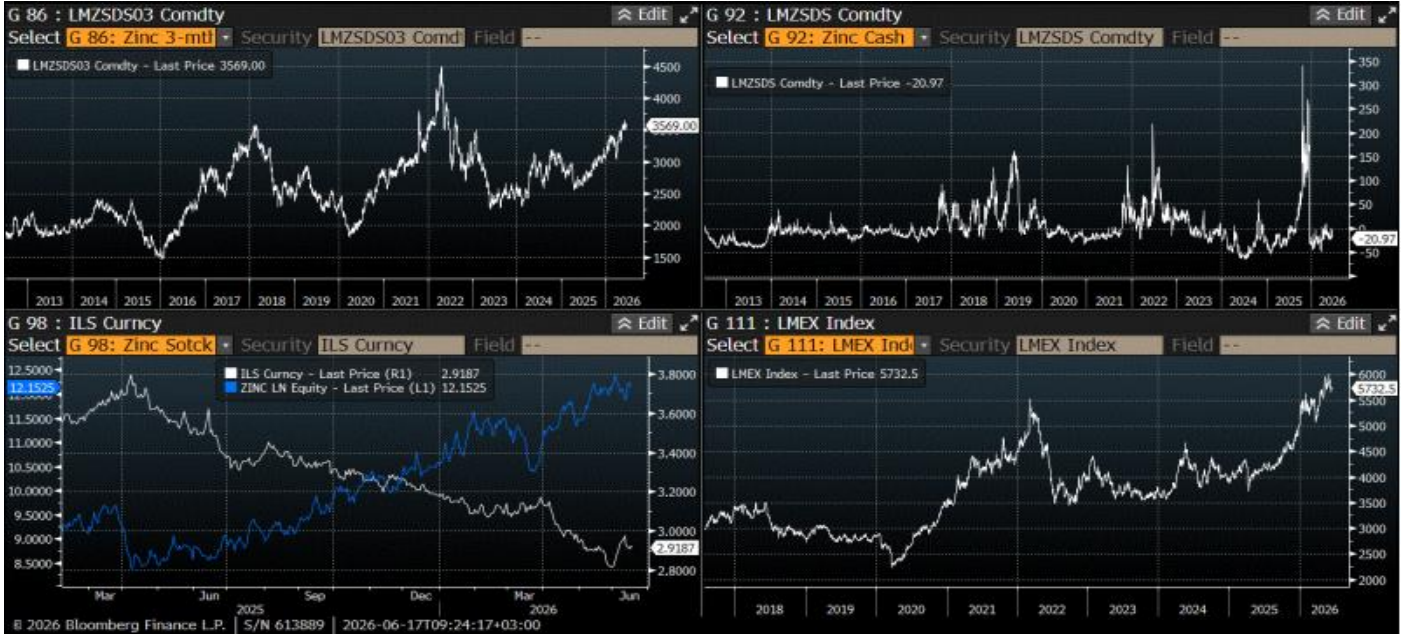 G 86 : LMZSDS03 Comdty
Edit
Select G 86: Zinc 3-mtl Security LMZSDS03 Comd Field --
LMZSDS03 Comdty - Last Price 3569.00
4500
4000
3569.00
3000
2500
2000
1500
2013 2014 2015 2016 2017 2018 2019 2020 2021 2022 2023 2024 2025 2026
G 92 : LMZSDS Comdty
Edit
Select G 92: Zinc Cash Security LMZSDS Comdty Field --
LMZSDS Comdty - Last Price -20.97
350
300
250
200
150
100
50
0
-20.97
-50
2013 2014 2015 2016 2017 2018 2019 2020 2021 2022 2023 2024 2025 2026
G 98 : ILS Curncy
Edit
Select G 98: Zinc Sotck Security ILS Curncy Field --
ILS Curncy - Last Price (R1) 2.9187
ZINC LN Equity - Last Price (L1) 12.1525
12.5000
12.1525
11.5000
11.0000
10.5000
10.0000
9.5000
9.0000
8.5000
3.8000
3.6000
3.4000
3.2000
3.0000
2.9187
2.8000
Mar Jun Sep Dec Mar Jun
2025 2026
G 111 : LMEX Index
Edit
Select G 111: LMEX Ind Security LMEX Index Field --
LMEX Index - Last Price 5732.5
6000
5732.5
5500
5000
4500
4000
3500
3000
2500
2000
2018 2019 2020 2021 2022 2023 2024 2025 2026
© 2026 Bloomberg Finance L.P. S/N 613889 2026-06-17T09:24:17+03:00